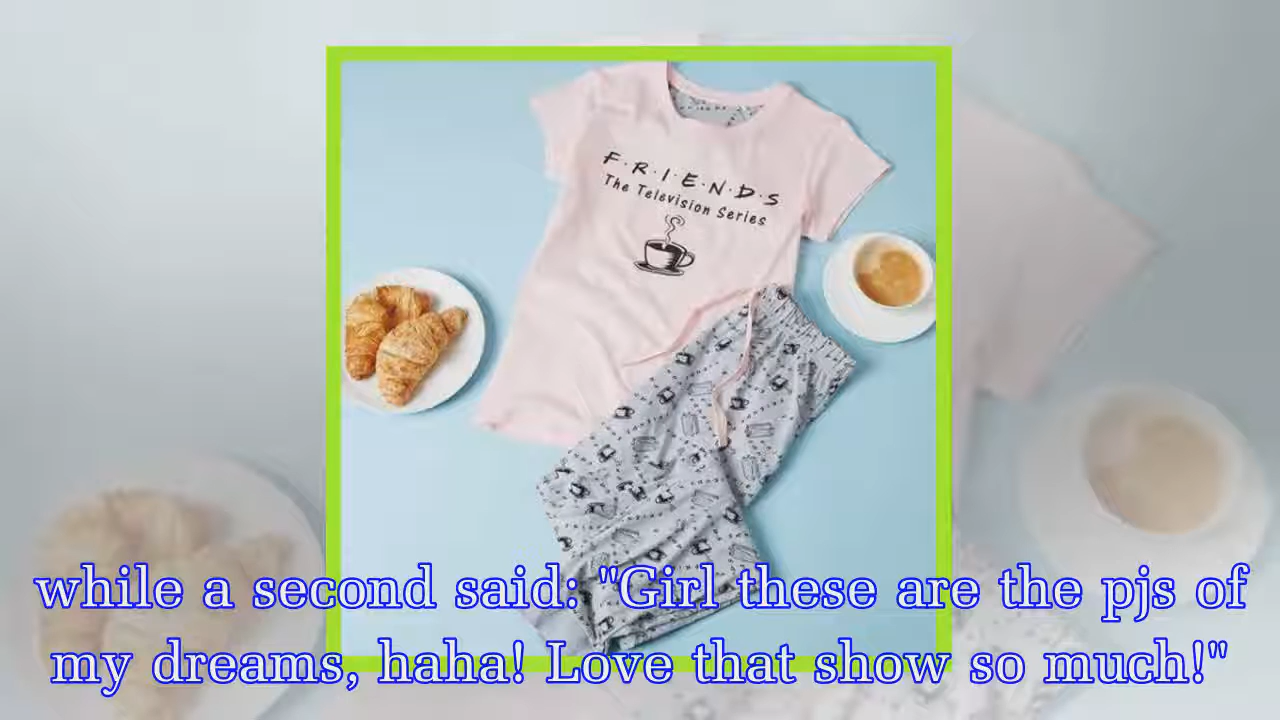 F·R·I·E·N·D·S
The Television Series
while a second said: "Girl these are the pjs of
my dreams, haha! Love that show so much!"